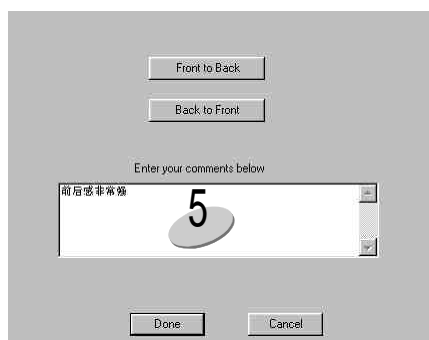 Front to Back
Back to Front
Enter your comments below
前后感非常强
5
Done
Cancel